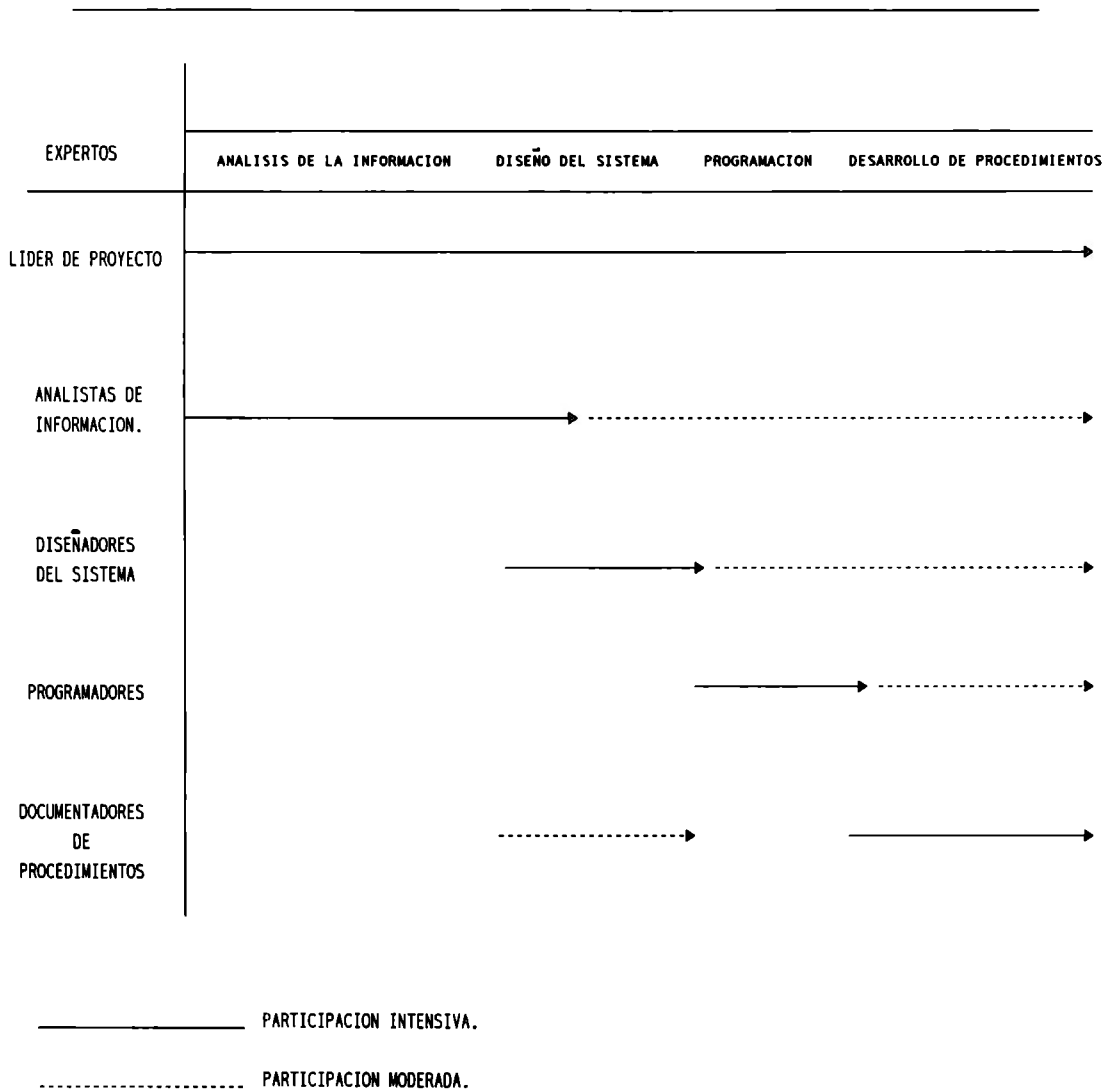 EXPERTOS
ANALISIS DE LA INFORMACION DISEÑO DEL SISTEMA PROGRAMACION DESARROLLO DE PROCEDIMIENTOS
LIDER DE PROYECTO
ANALISTAS DE
INFORMACION.
DISEÑADORES
DEL SISTEMA
PROGRAMADORES
DOCUMENTADORES
DE
PROCEDIMIENTOS
PARTICIPACION INTENSIVA.
PARTICIPACION MODERADA.